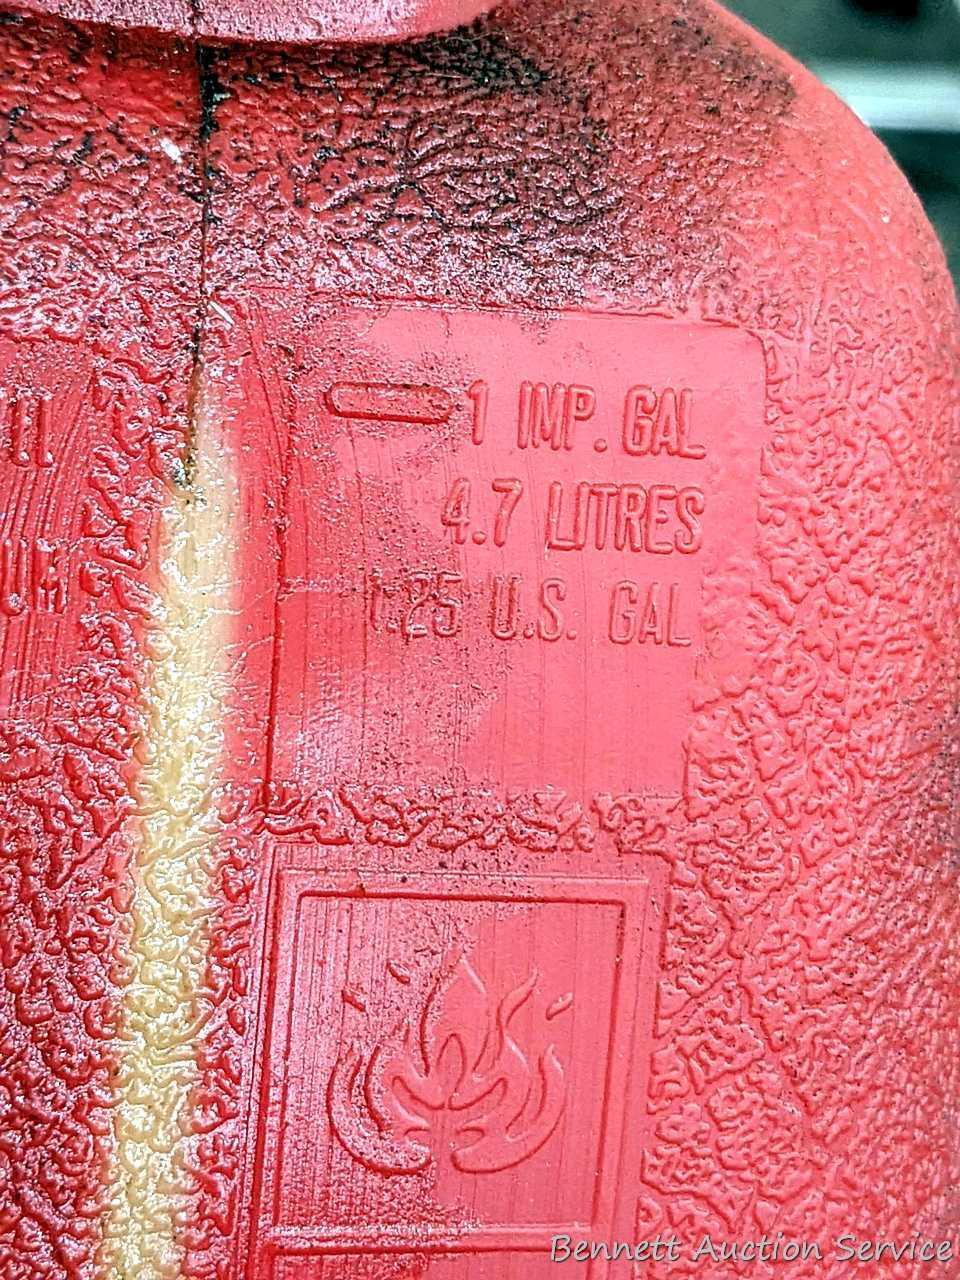 1 IMP. GAL
4.7 LITRES
1.25 U.S. GAL
Bennett Auction Service